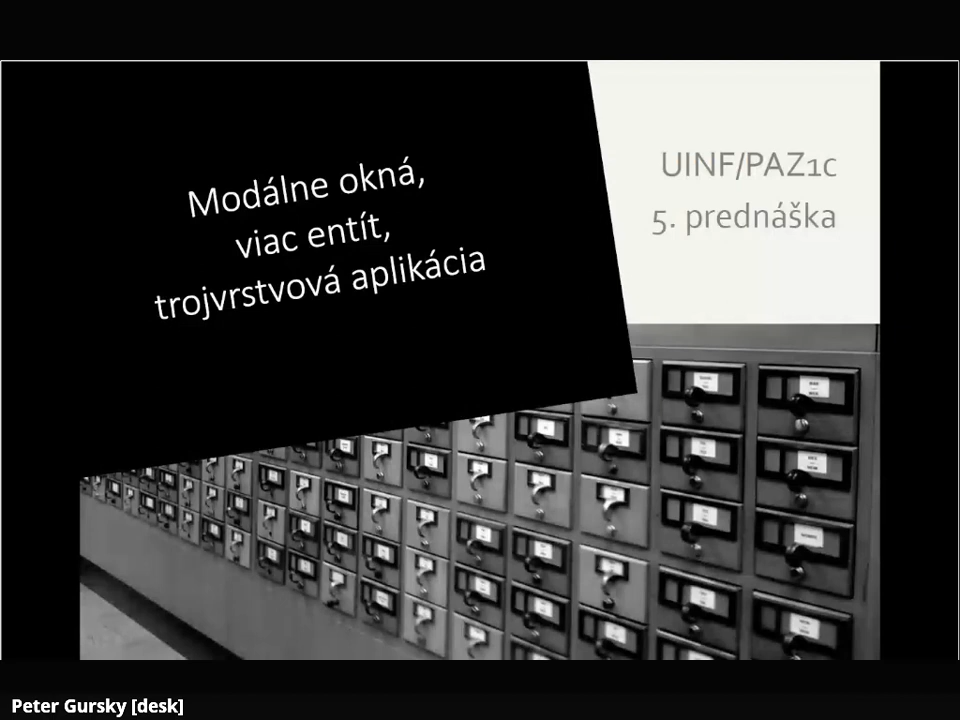 Modálne okná,
viac entít,
trojvrstvová aplikácia
UINF/PAZ1c
5. prednáška
Peter Gursky [desk]